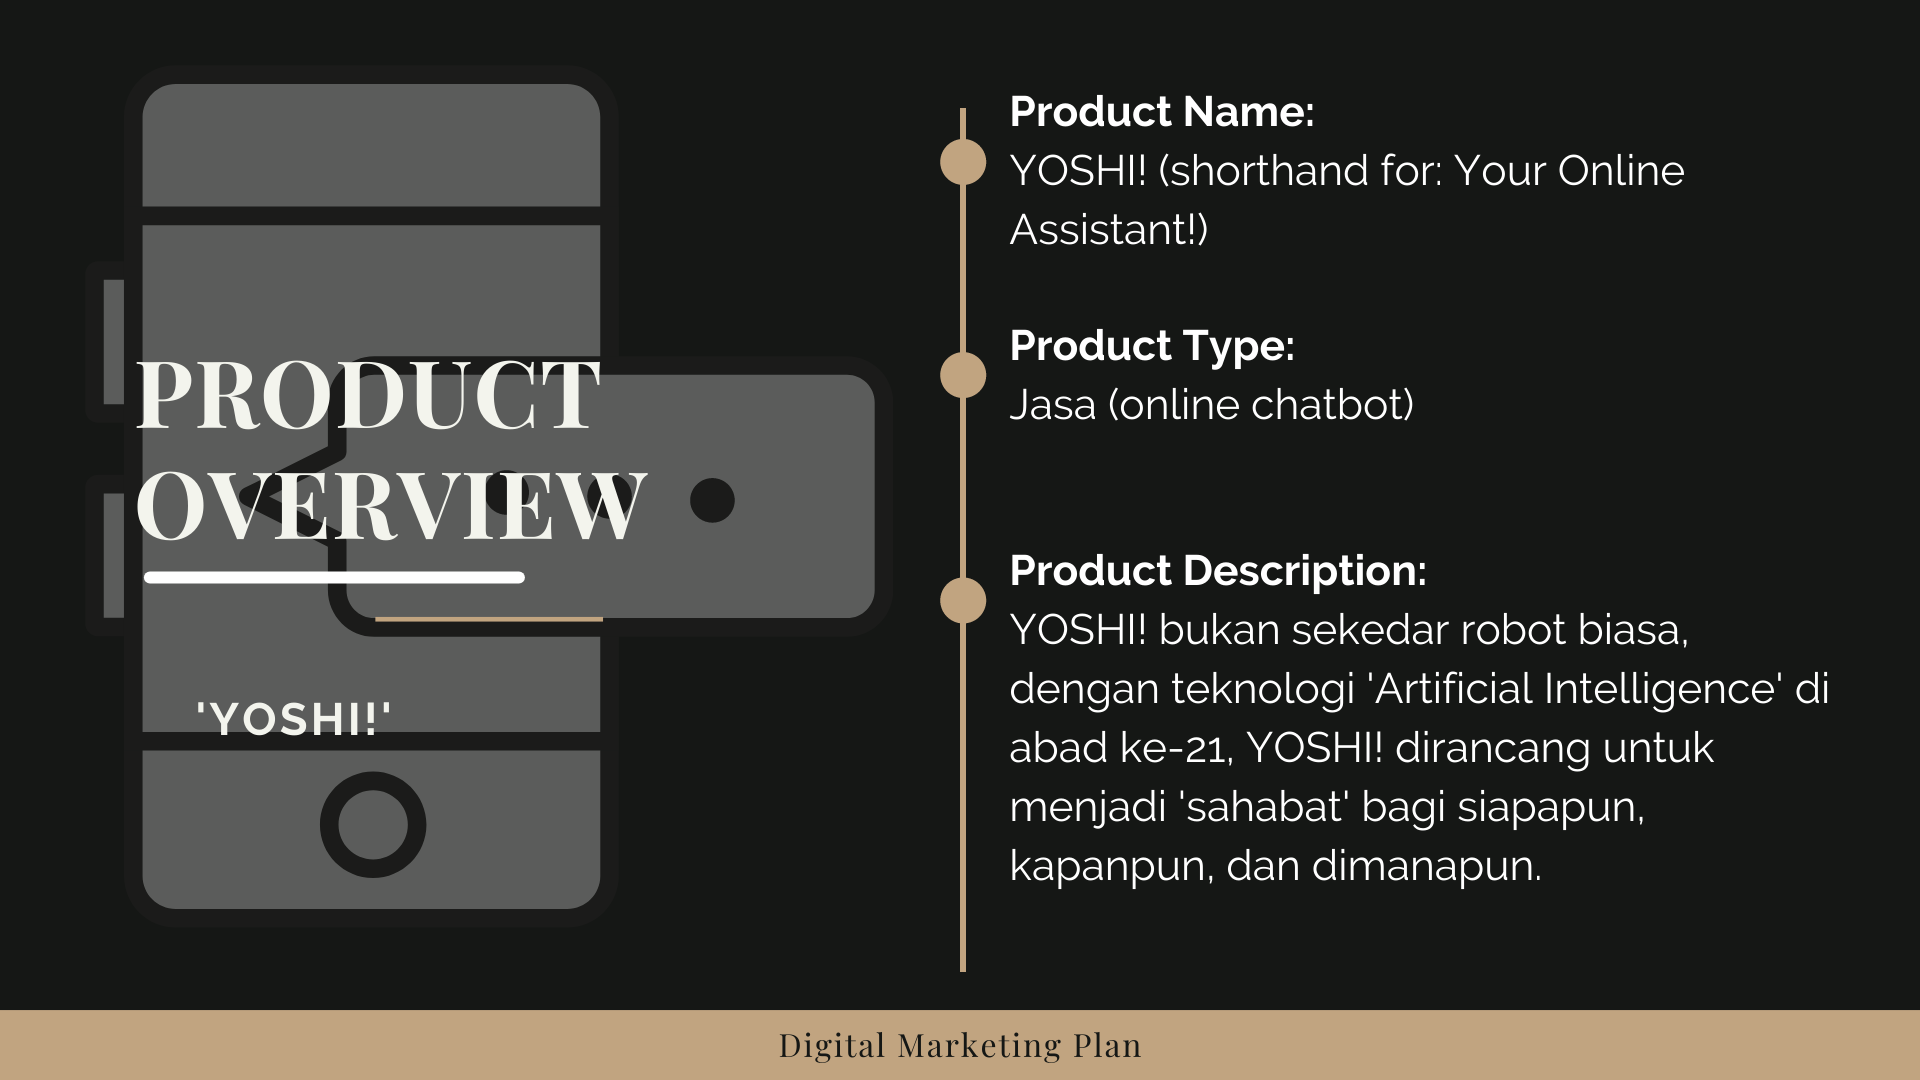 PRODUCT
OVERVIEW
'YOSHI!'
Product Name:
YOSHI! (shorthand for: Your Online
Assistant!)
Product Type:
Jasa (online chatbot)
Product Description:
YOSHI! bukan sekedar robot biasa,
dengan teknologi 'Artificial Intelligence' di
abad ke-21, YOSHI! dirancang untuk
menjadi 'sahabat' bagi siapapun,
kapanpun, dan dimanapun.
Digital Marketing Plan